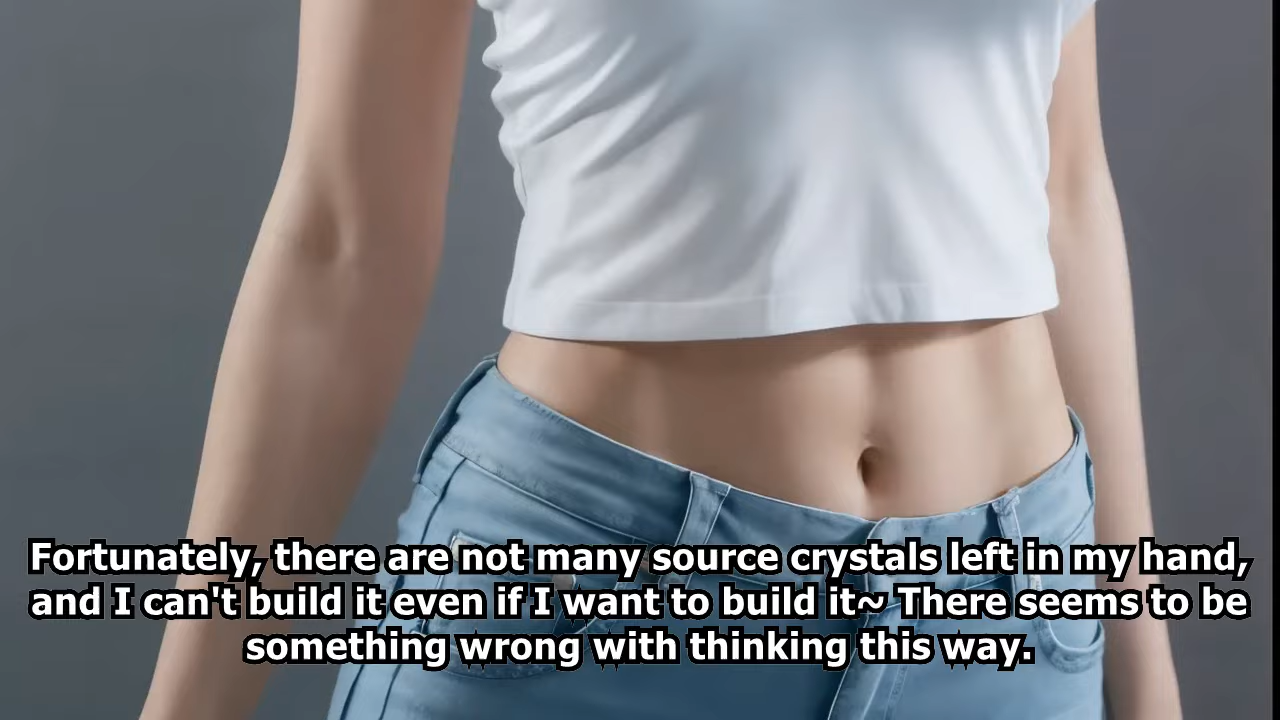 Fortunately, there are not many source crystals left in my hand,
and I can't build it even if I want to build it~ There seems to be
something wrong with thinking this way.